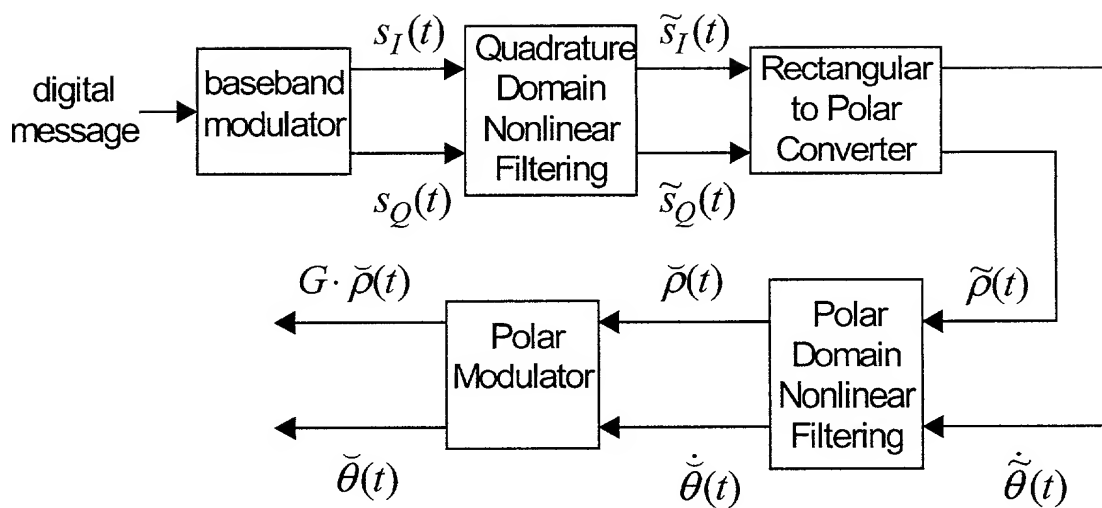 digital
message
baseband
modulator
s_I(t)
s_Q(t)
Quadrature
Domain
Nonlinear
Filtering
s̃_I(t)
s̃_Q(t)
Rectangular
to Polar
Converter
G· ρ̆(t)
θ̆(t)
Polar
Modulator
ρ̆(t)
θ̆̇(t)
Polar
Domain
Nonlinear
Filtering
ρ̃(t)
θ̃̇(t)